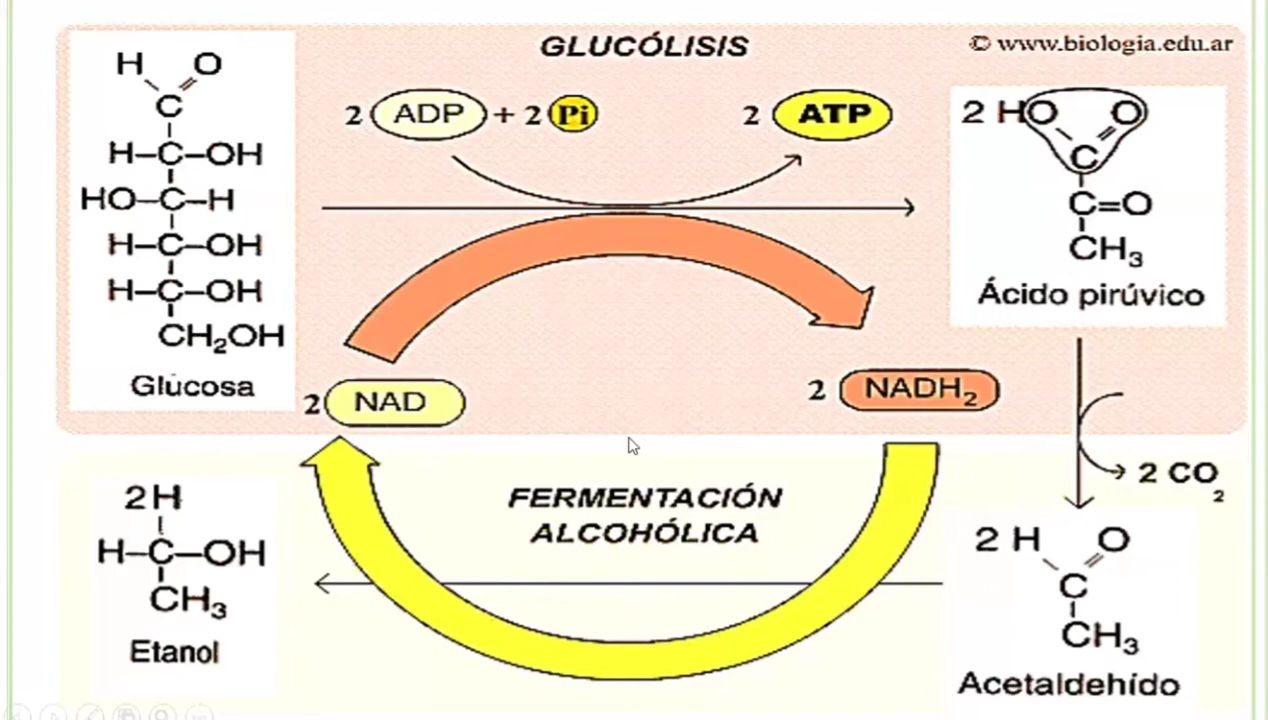 GLUCÓLISIS
© www.biologia.edu.ar
H O
C
H–C–OH
HO–C–H
H–C–OH
H–C–OH
CH2OH
Glucosa
2 ADP + 2 Pi
2 ATP
2 HO O
C
C=O
CH3
Ácido pirúvico
2 NAD
2 NADH2
2 CO2
FERMENTACIÓN
ALCOHÓLICA
2H
H–C–OH
CH3
Etanol
2 H O
C
CH3
Acetaldehído